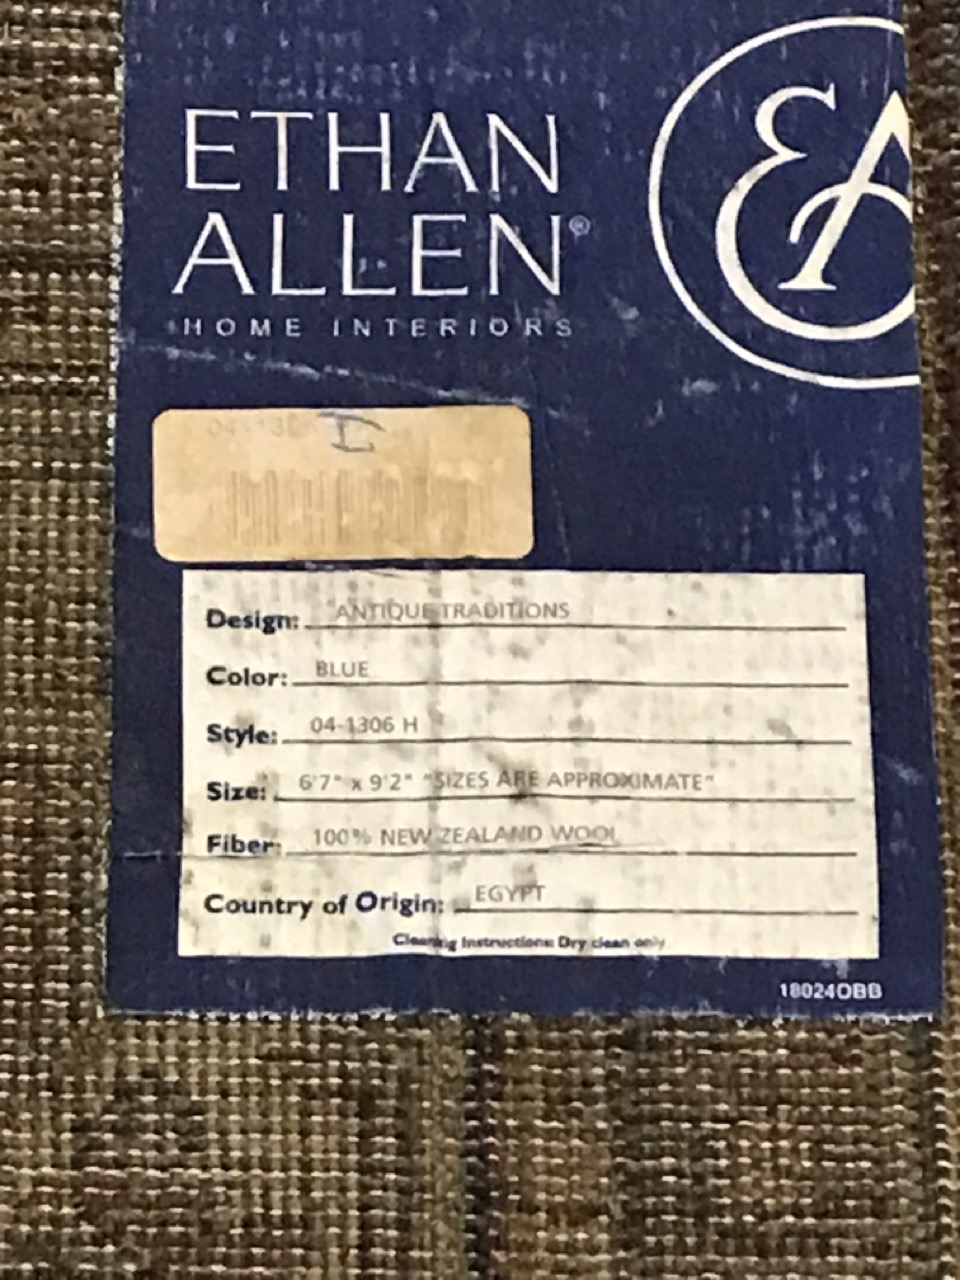 ETHAN
ALLEN®
HOME INTERIORS
EA
Design: ANTIQUE TRADITIONS
Color: BLUE
Style: 04-1306 H
Size: 6'7" x 9'2" "SIZES ARE APPROXIMATE"
Fiber: 100% NEW ZEALAND WOOL
Country of Origin: EGYPT
Cleaning Instructions: Dry clean only
18024OBB